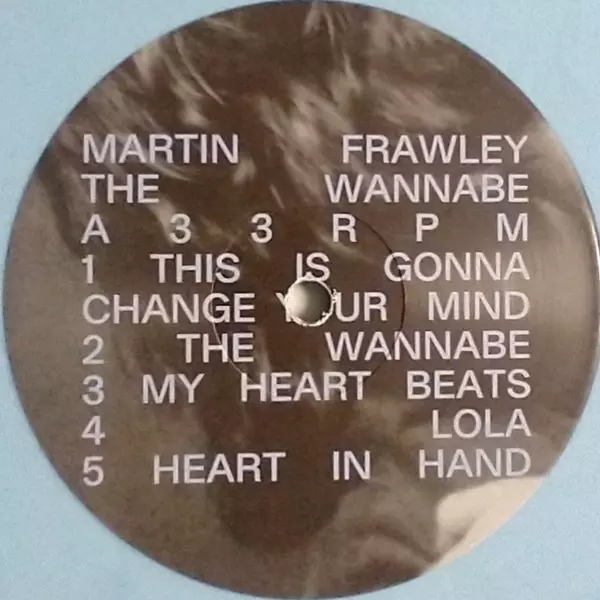 MARTIN FRAWLEY
THE WANNABE
A 3 3 R P M
1 THIS IS GONNA
CHANGE YOUR MIND
2 THE WANNABE
3 MY HEART BEATS
4 LOLA
5 HEART IN HAND